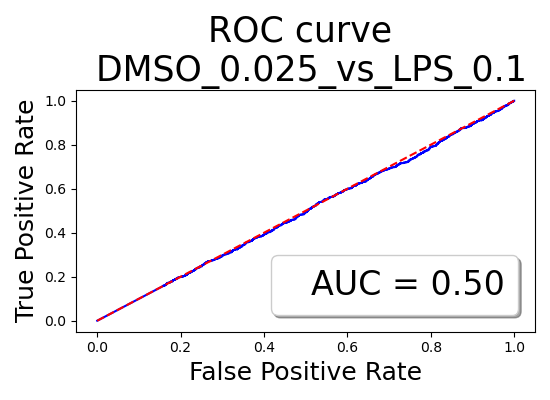 ROC curve
DMSO_0.025_vs_LPS_0.1
True Positive Rate
1.0
0.8
0.6
0.4
0.2
0.0
AUC = 0.50
0.0 0.2 0.4 0.6 0.8 1.0
False Positive Rate